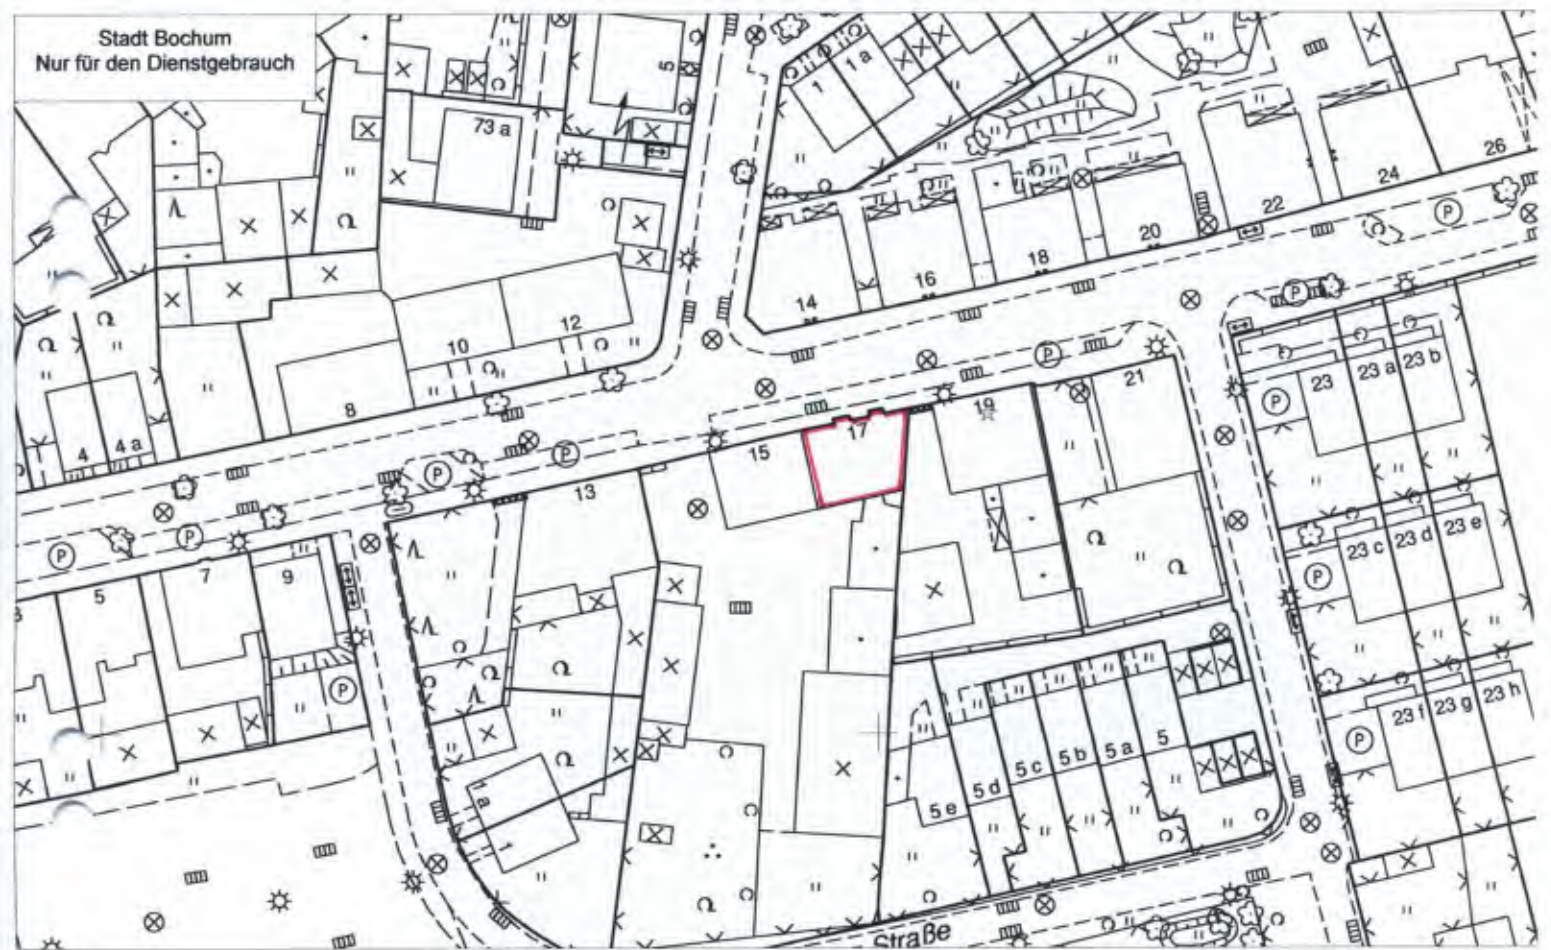 Stadt Bochum
Nur für den Dienstgebrauch
5
1
1 a
73 a
26
24
22
20
18
16
14
12
10
8
4
4 a
21
19
17
15
13
23
23 a
23 b
P
P
P
P
P
P
P
P
P
P
P
23 c
23 d
23 e
5
7
9
23 f
23 g
23 h
5 e
5 d
5 c
5 b
5 a
5
1 a
1
Straße